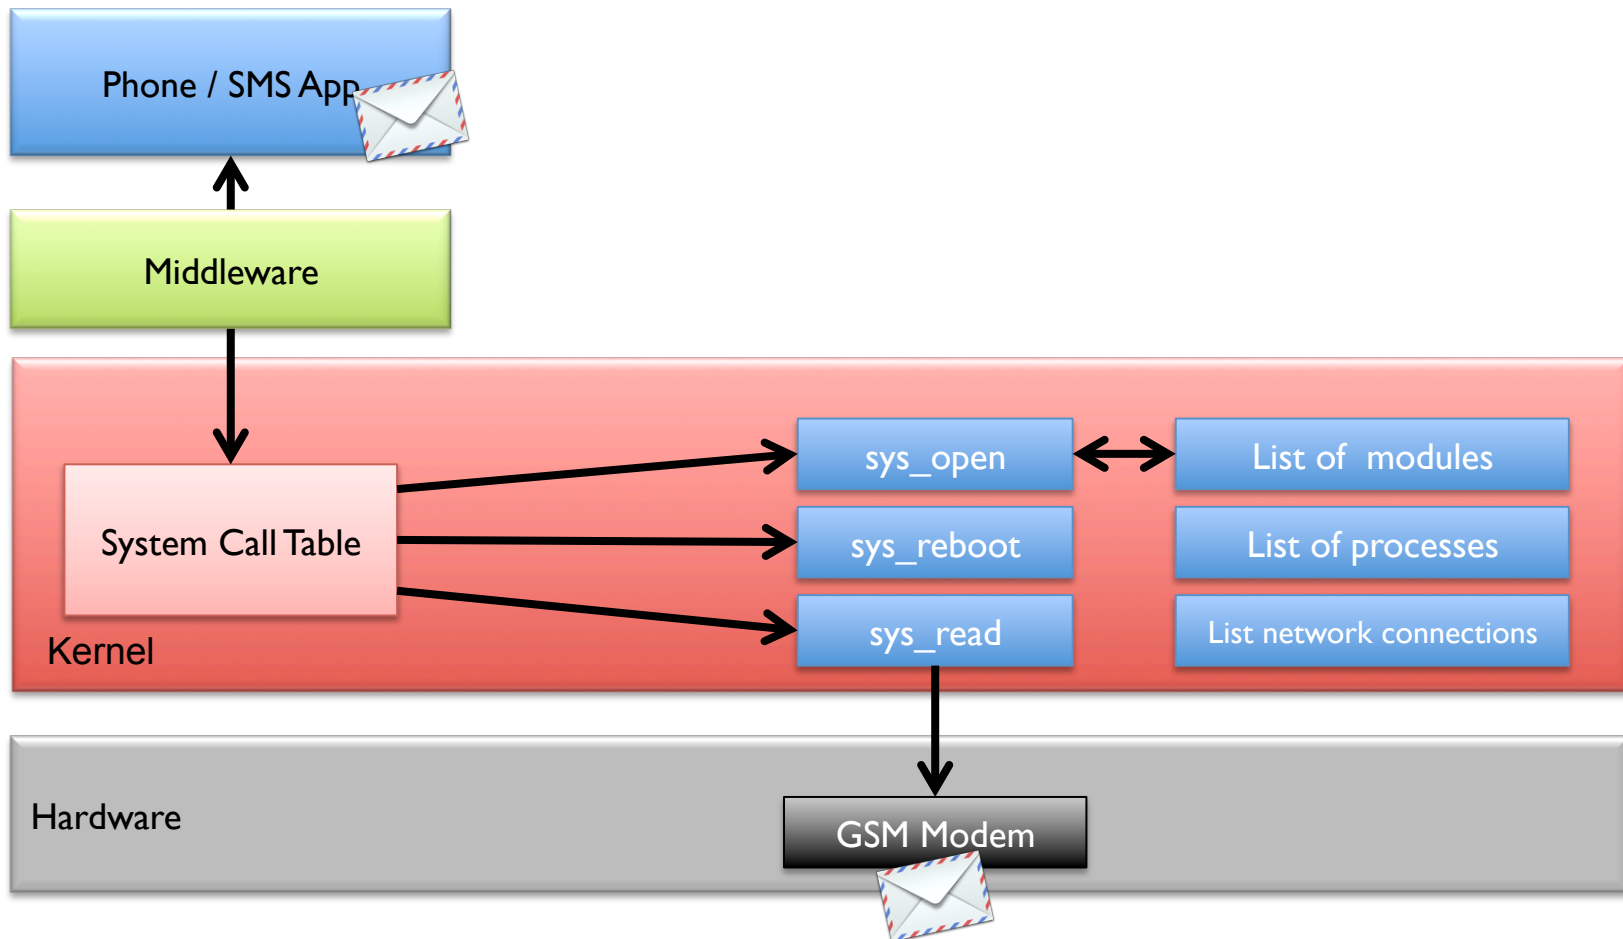 Phone / SMS App
Middleware
System Call Table
Kernel
sys_open
List of modules
sys_reboot
List of processes
sys_read
List network connections
Hardware
GSM Modem